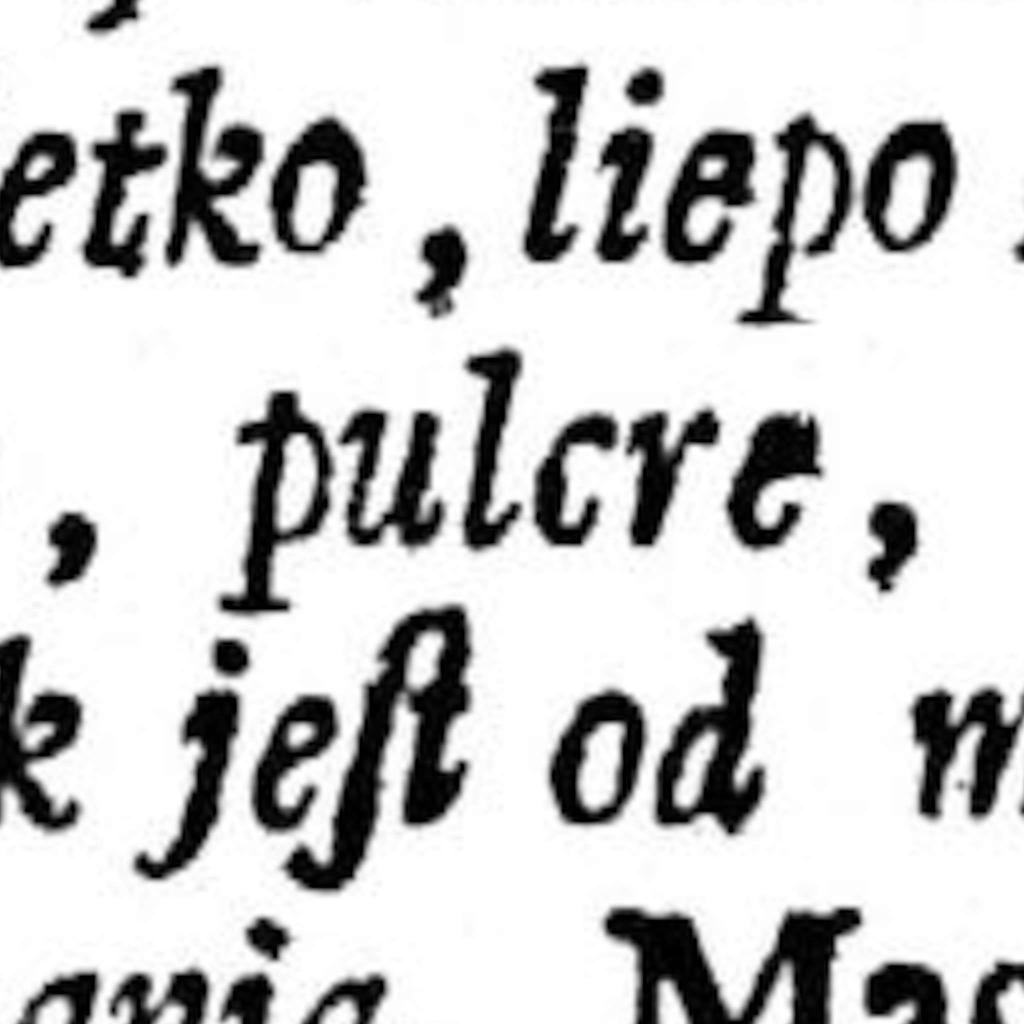 etko, liepo
, pulcre,
k jeſt od m